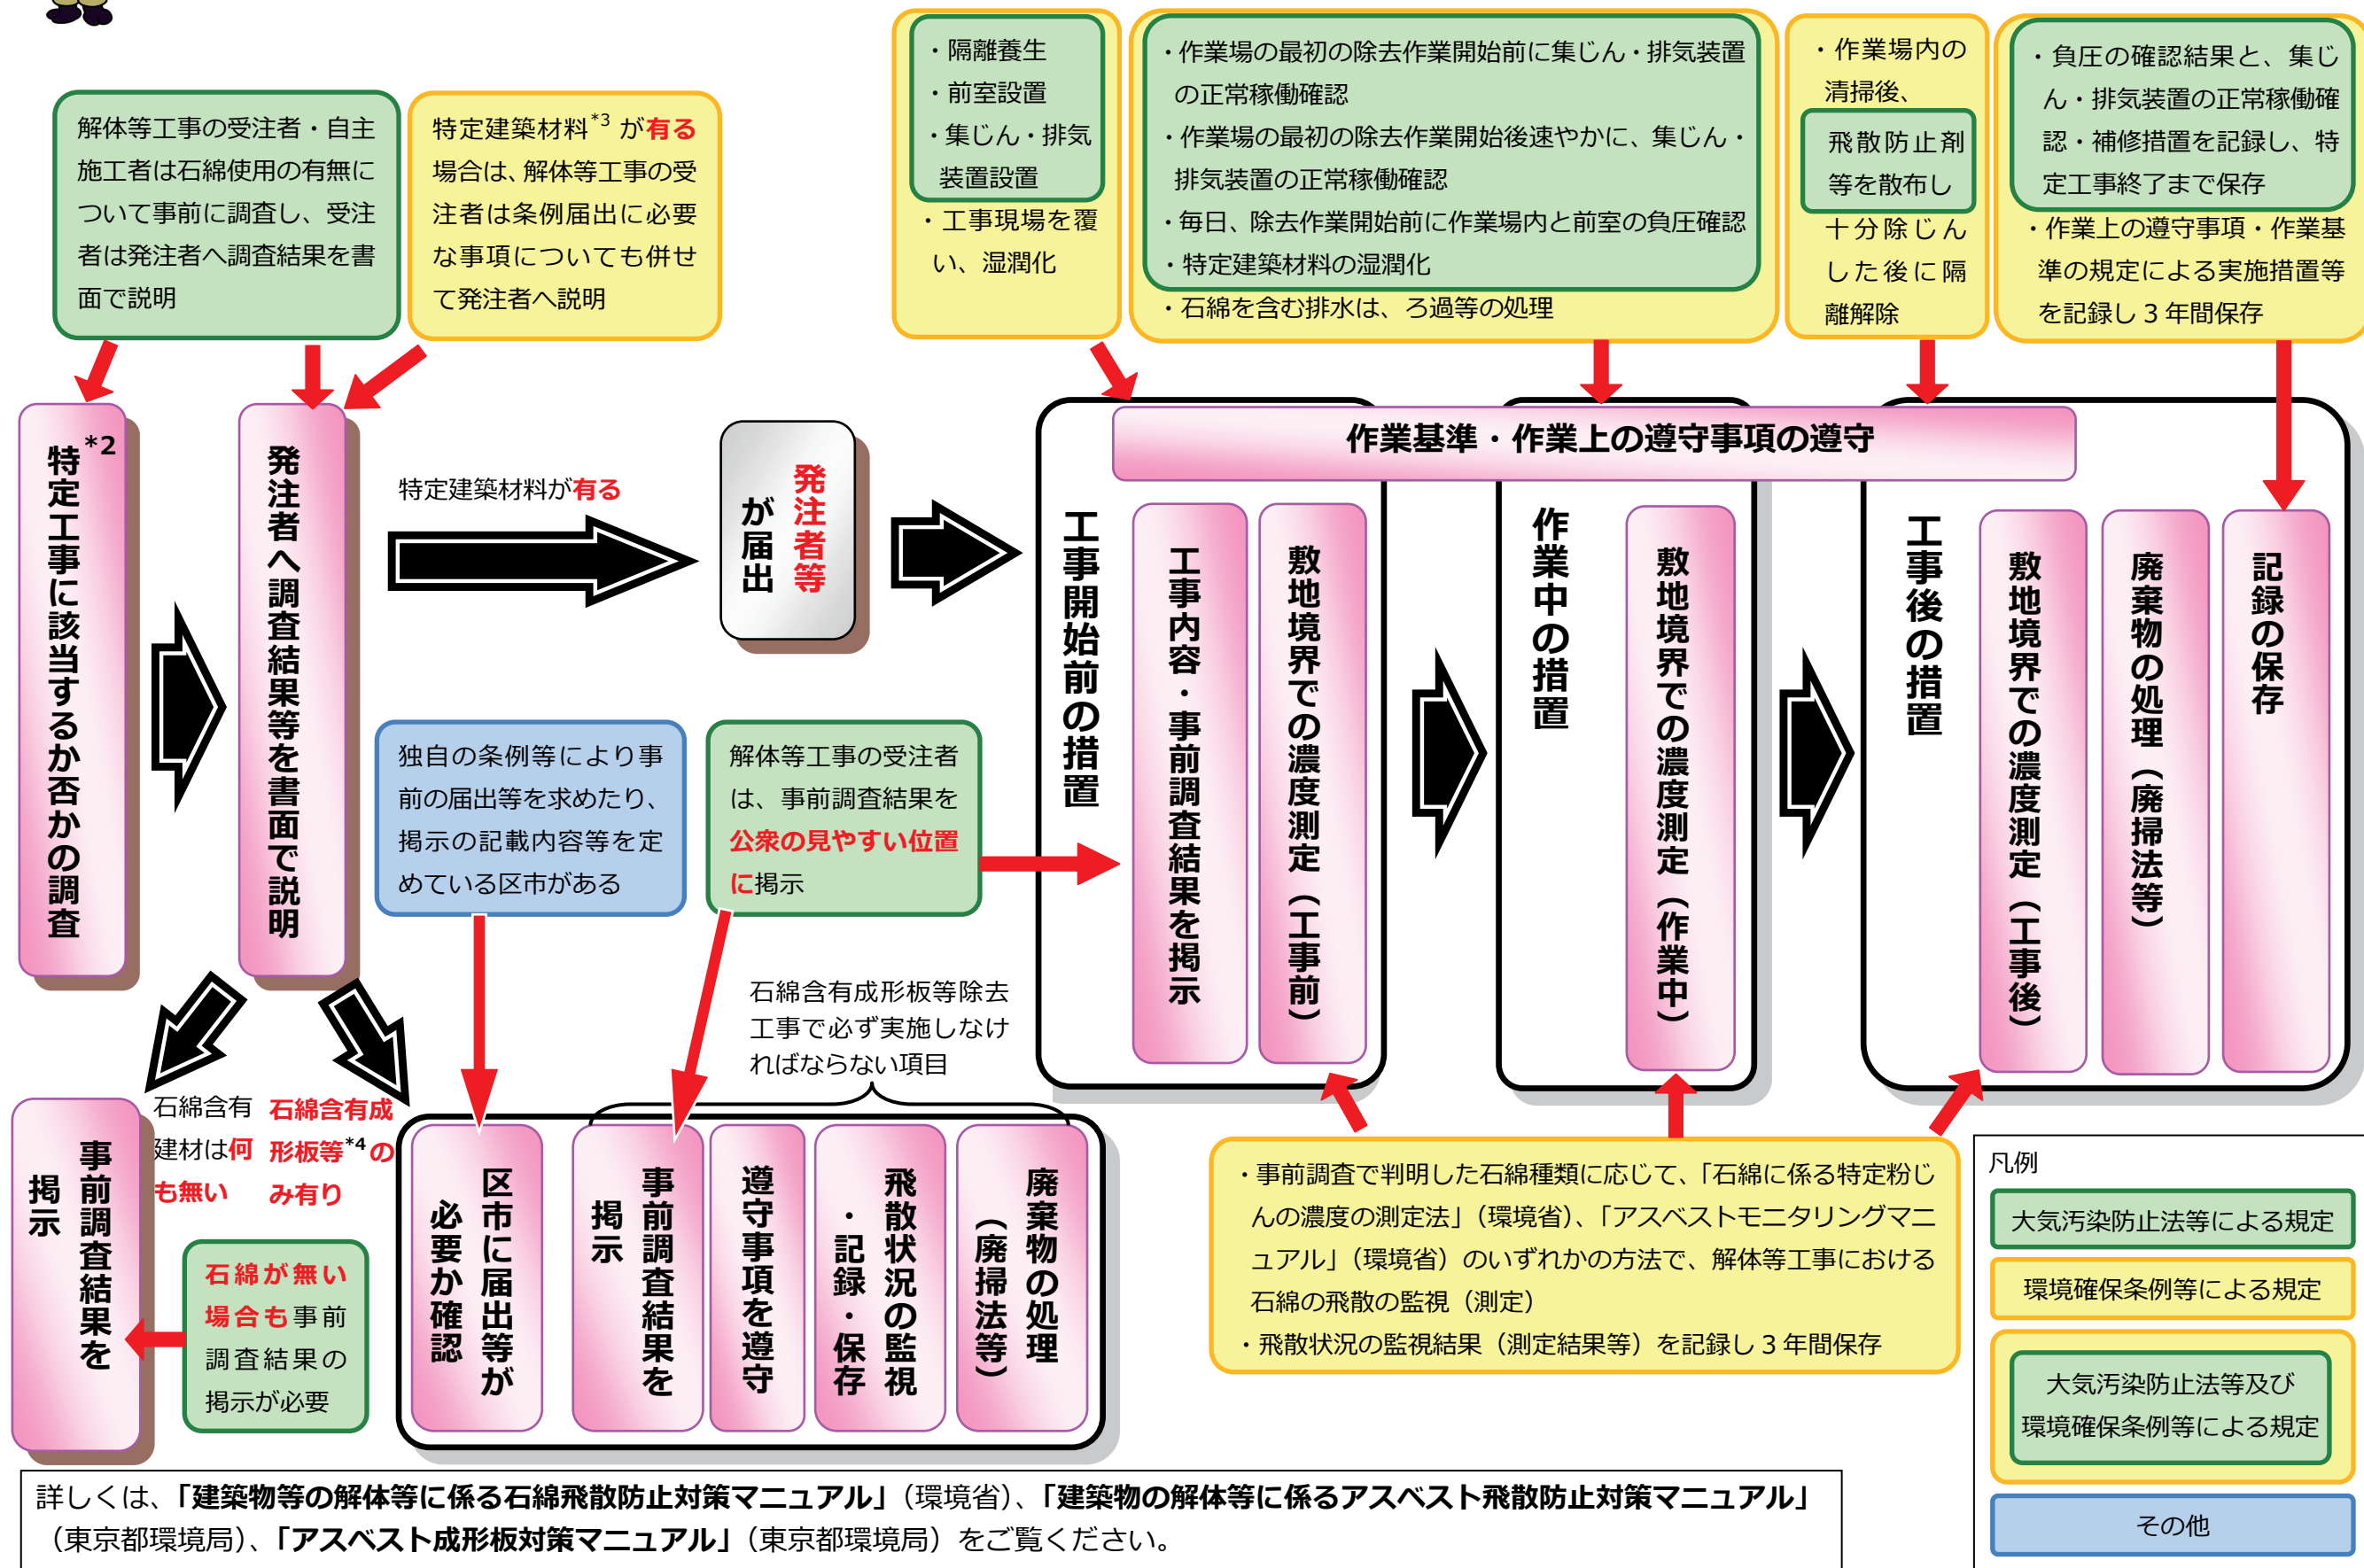 解体等工事の受注者・自主
施工者は石綿使用の有無に
ついて事前に調査し、受注
者は発注者へ調査結果を書
面で説明
特定建築材料*3 が有る
場合は、解体等工事の受
注者は条例届出に必要
な事項についても併せ
て発注者へ説明
・隔離養生
・前室設置
・集じん・排気
装置設置
・工事現場を覆
い、湿潤化
・作業場の最初の除去作業開始前に集じん・排気装置
の正常稼働確認
・作業場の最初の除去作業開始後速やかに、集じん・
排気装置の正常稼働確認
・毎日、除去作業開始前に作業場内と前室の負圧確認
・特定建築材料の湿潤化
・石綿を含む排水は、ろ過等の処理
・作業場内の
清掃後、
飛散防止剤
等を散布し
十分除じん
した後に隔
離解除
・負圧の確認結果と、集じ
ん・排気装置の正常稼働確
認・補修措置を記録し、特
定工事終了まで保存
・作業上の遵守事項・作業基
準の規定による実施措置等
を記録し 3 年間保存
特定工事に該当するか否かの調査*2
発注者へ調査結果等を書面で説明
特定建築材料が有る
発注者等
が届出
作業基準・作業上の遵守事項の遵守
工事開始前の措置
工事内容・事前調査結果を掲示
敷地境界での濃度測定（工事前）
作業中の措置
敷地境界での濃度測定（作業中）
工事後の措置
敷地境界での濃度測定（工事後）
廃棄物の処理（廃掃法等）
記録の保存
独自の条例等により事
前の届出等を求めたり、
掲示の記載内容等を定
めている区市がある
解体等工事の受注者
は、事前調査結果を
公衆の見やすい位置
に掲示
石綿含有成形板等除去
工事で必ず実施しなけ
ればならない項目
石綿含有
建材は何
も無い
石綿含有成
形板等*4の
み有り
事前調査結果を
掲示
石綿が無い
場合も事前
調査結果の
掲示が必要
区市に届出等が
必要か確認
事前調査結果を
掲示
遵守事項を遵守
飛散状況の監視
・記録・保存
廃棄物の処理
（廃掃法等）
・事前調査で判明した石綿種類に応じて、「石綿に係る特定粉じ
んの濃度の測定法」（環境省）、「アスベストモニタリングマニ
ュアル」（環境省）のいずれかの方法で、解体等工事における
石綿の飛散の監視（測定）
・飛散状況の監視結果（測定結果等）を記録し 3 年間保存
凡例
大気汚染防止法等による規定
環境確保条例等による規定
大気汚染防止法等及び
環境確保条例等による規定
その他
詳しくは、「建築物等の解体等に係る石綿飛散防止対策マニュアル」（環境省）、「建築物の解体等に係るアスベスト飛散防止対策マニュアル」
（東京都環境局）、「アスベスト成形板対策マニュアル」（東京都環境局）をご覧ください。